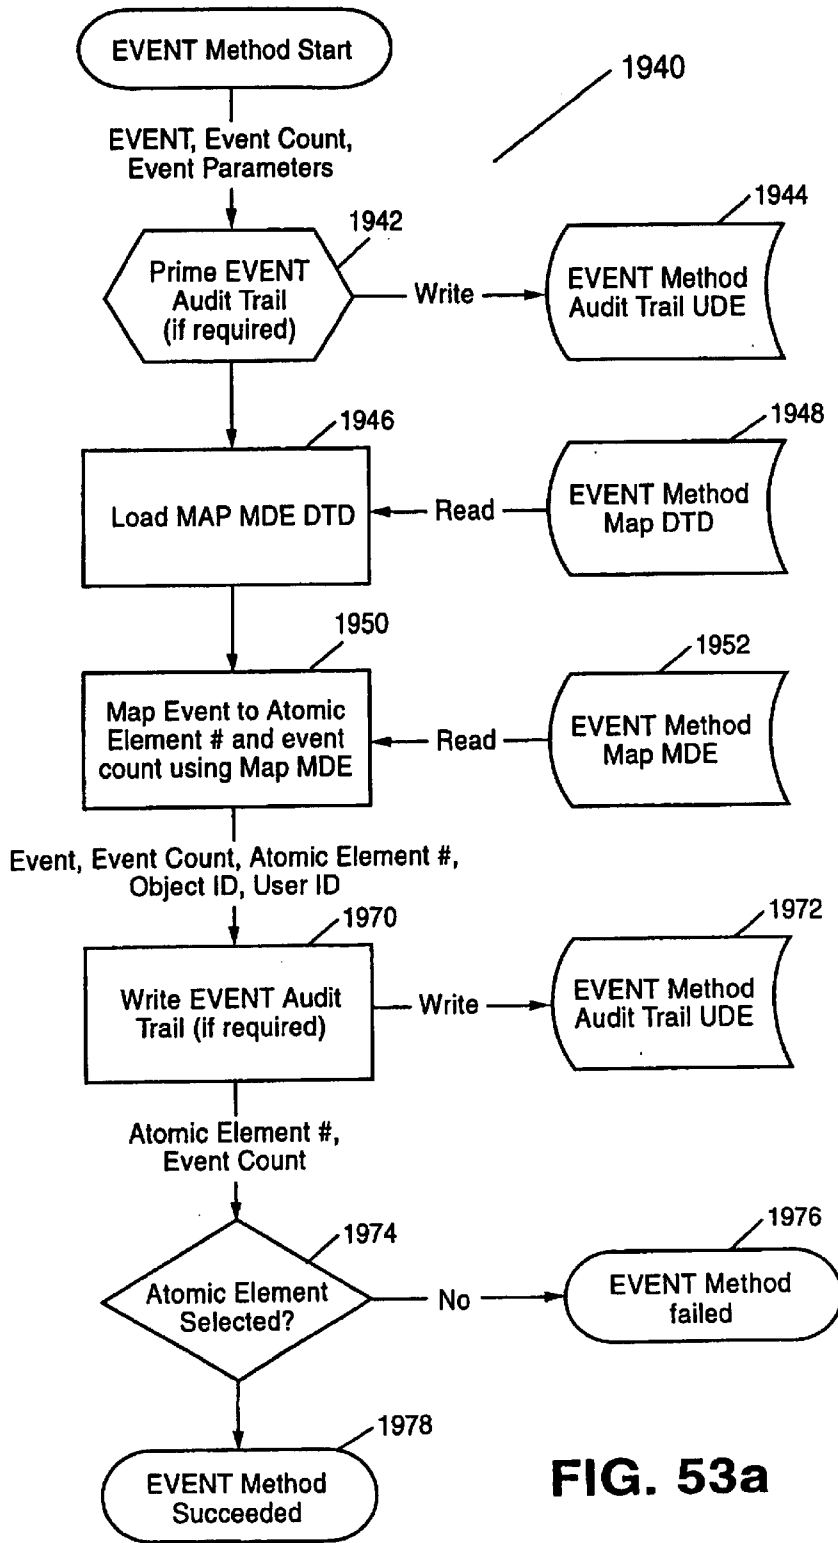 EVENT Method Start
1940
EVENT, Event Count,
Event Parameters
1942
Prime EVENT
Audit Trail
(if required)
Write
1944
EVENT Method
Audit Trail UDE
1946
Load MAP MDE DTD
Read
1948
EVENT Method
Map DTD
1950
Map Event to Atomic
Element # and event
count using Map MDE
Read
1952
EVENT Method
Map MDE
Event, Event Count, Atomic Element #,
Object ID, User ID
1970
Write EVENT Audit
Trail (if required)
Write
1972
EVENT Method
Audit Trail UDE
Atomic Element #,
Event Count
1974
Atomic Element
Selected?
No
1976
EVENT Method
failed
1978
EVENT Method
Succeeded
FIG. 53a